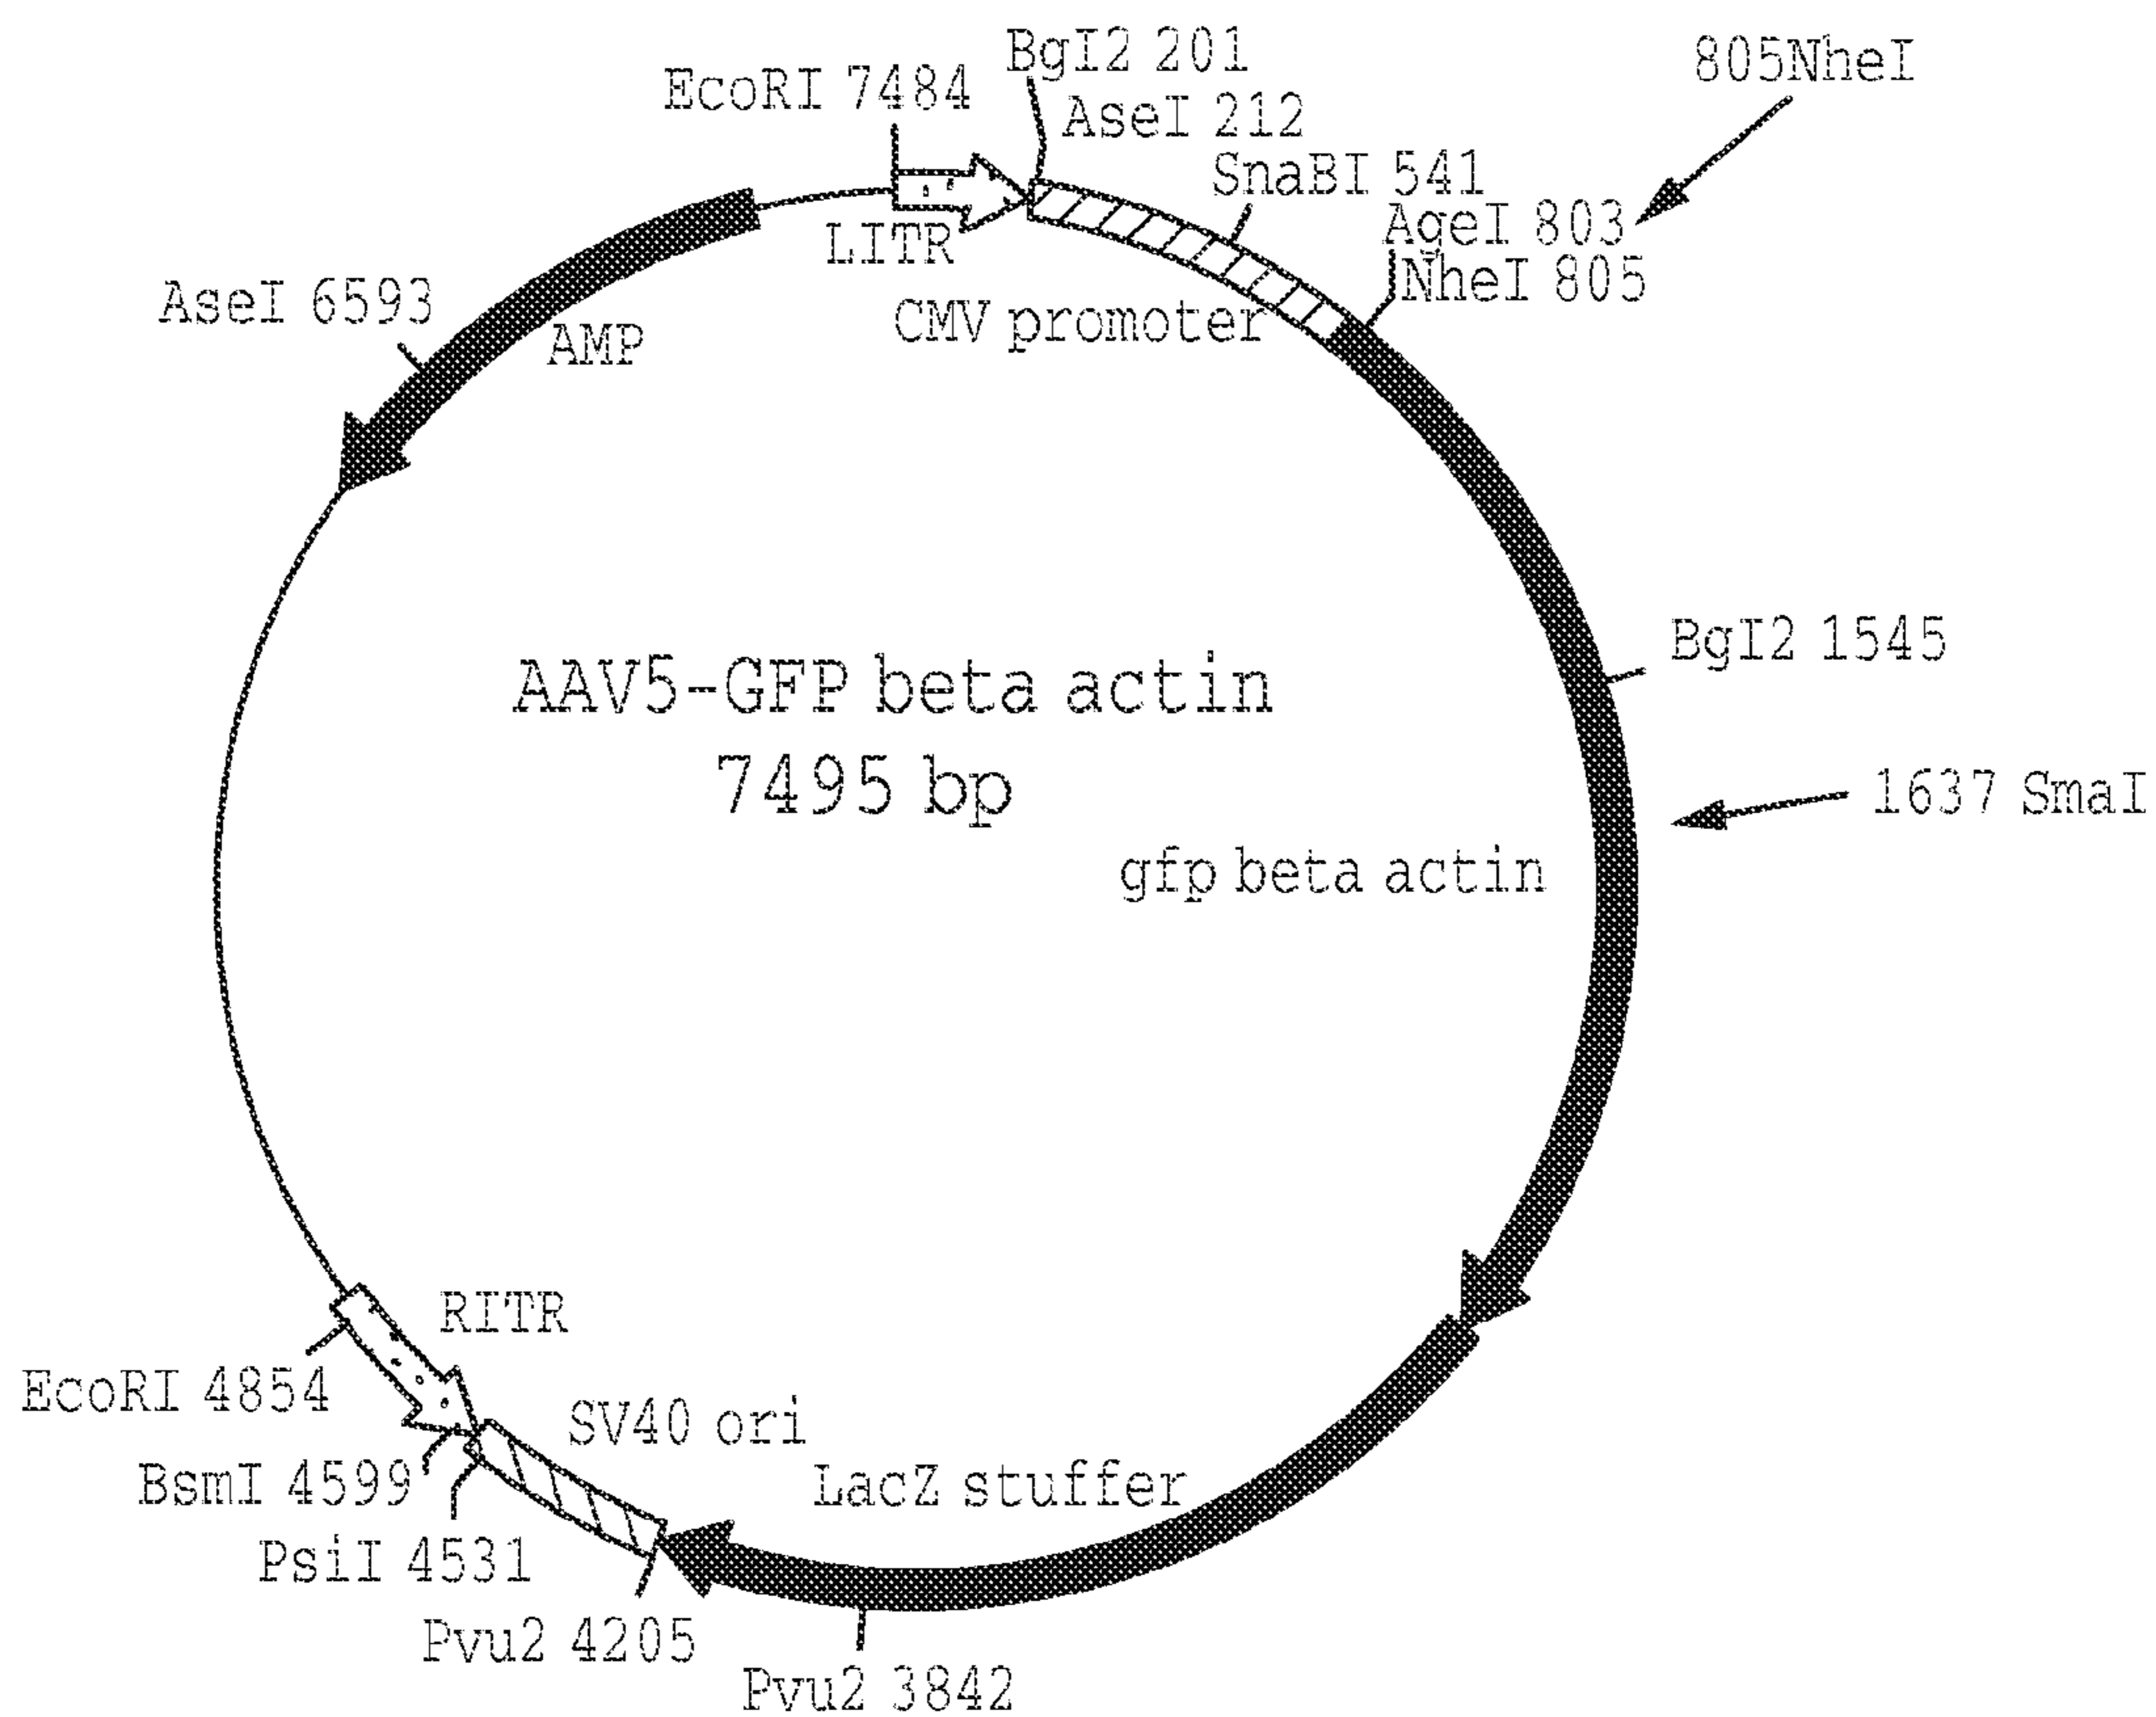 BgI2 201
805NheI
EcoRI 7484
AseI 212
SnaBI 541
AgeI 803
LITR
NheI 805
AseI 6593
CMV promoter
AMP
BgI2 1545
AAV5-GFP beta actin
7495 bp
1637 SmaI
gfp beta actin
RITR
EcoRI 4854
SV40 ori
BsmI 4599
LacZ stuffer
PsiI 4531
Pvu2 4205
Pvu2 3842